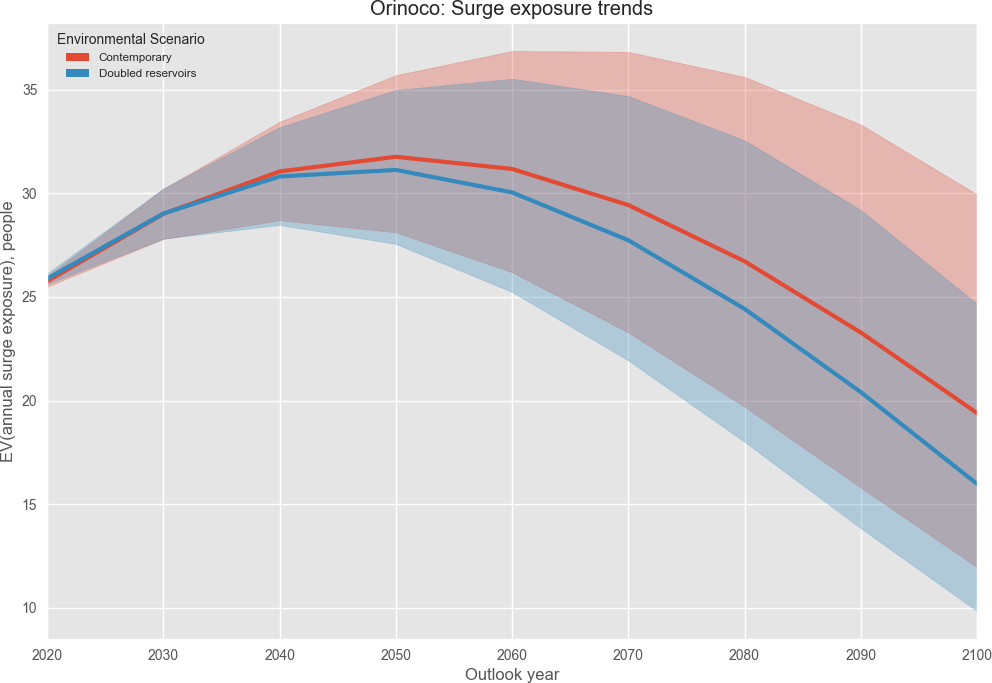 Orinoco: Surge exposure trends
Environmental Scenario
Contemporary
Doubled reservoirs
EV(annual surge exposure), people
35
30
25
20
15
10
2020 2030 2040 2050 2060 2070 2080 2090 2100
Outlook year